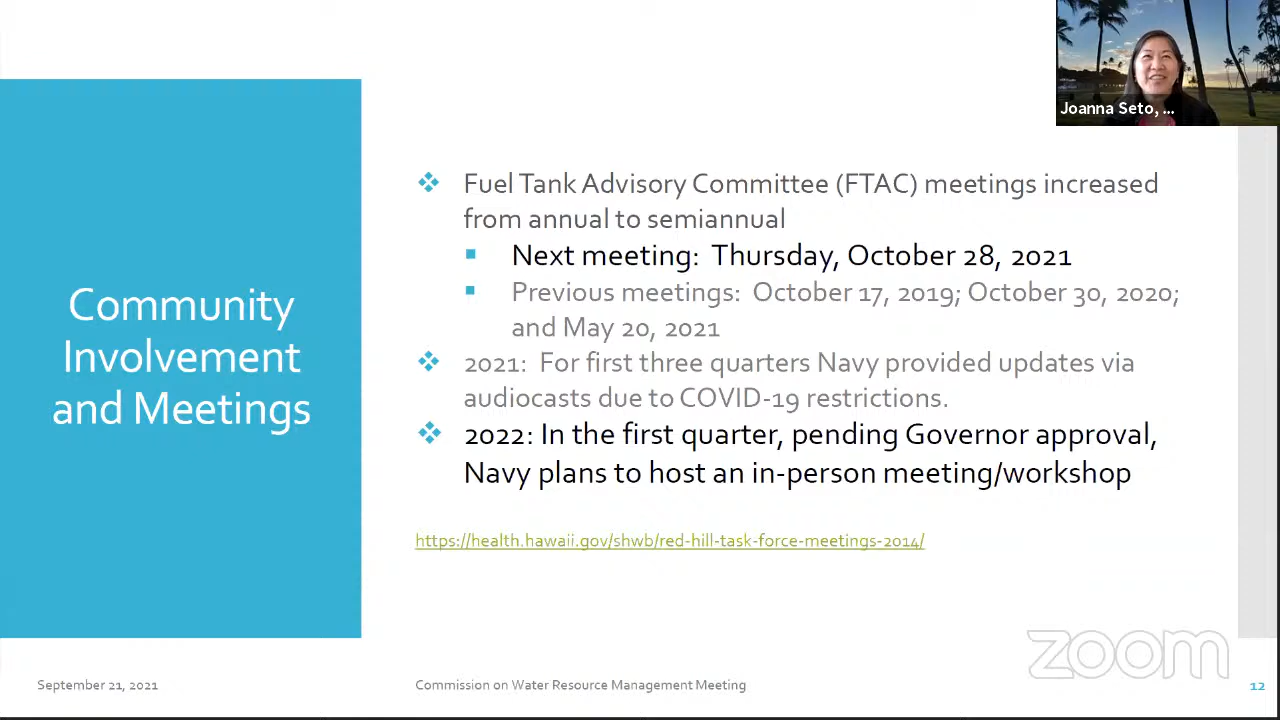 Joanna Seto, ...
Community
Involvement
and Meetings
Fuel Tank Advisory Committee (FTAC) meetings increased
from annual to semiannual
Next meeting: Thursday, October 28, 2021
Previous meetings: October 17, 2019; October 30, 2020;
and May 20, 2021
2021: For first three quarters Navy provided updates via
audiocasts due to COVID-19 restrictions.
2022: In the first quarter, pending Governor approval,
Navy plans to host an in-person meeting/workshop
https://health.hawaii.gov/shwb/red-hill-task-force-meetings-2014/
zoom
September 21, 2021
Commission on Water Resource Management Meeting
12